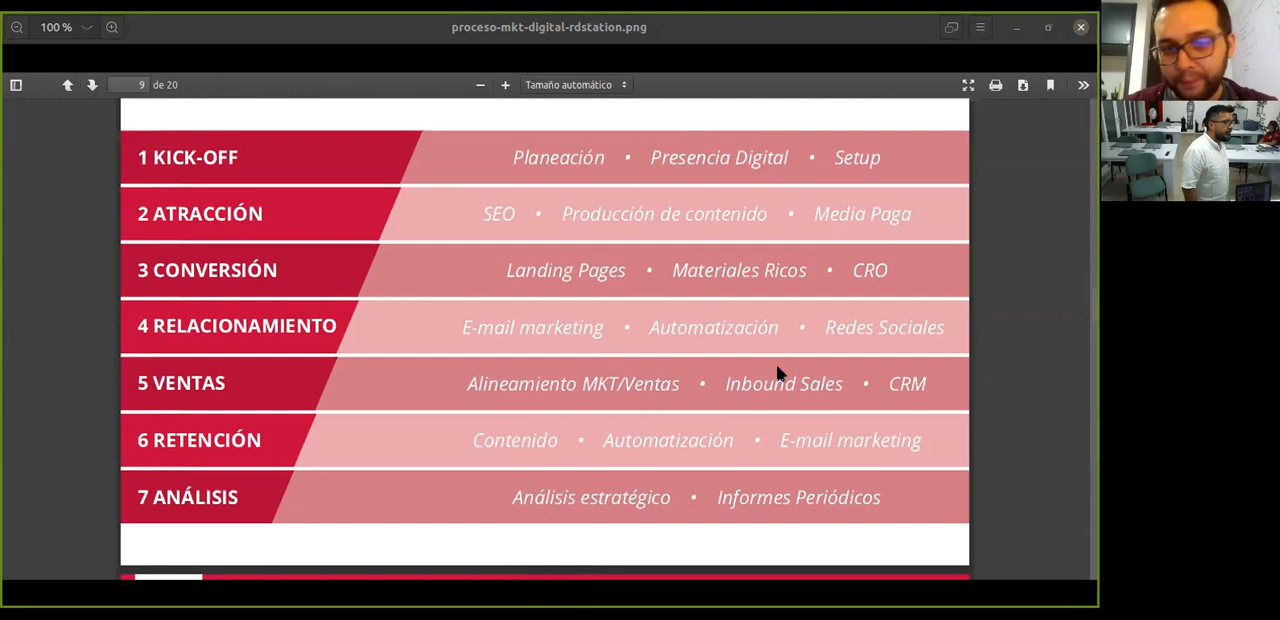 100 %
proceso-mkt-digital-rdstation.png
9 de 20
Tamaño automático
1 KICK-OFF Planeación • Presencia Digital • Setup
2 ATRACCIÓN SEO • Producción de contenido • Media Paga
3 CONVERSIÓN Landing Pages • Materiales Ricos • CRO
4 RELACIONAMIENTO E-mail marketing • Automatización • Redes Sociales
5 VENTAS Alineamiento MKT/Ventas • Inbound Sales • CRM
6 RETENCIÓN Contenido • Automatización • E-mail marketing
7 ANÁLISIS Análisis estratégico • Informes Periódicos